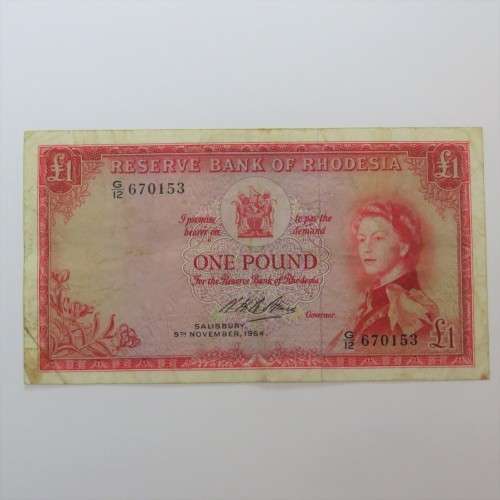 £1 RESERVE BANK OF RHODESIA £1
G/12 670153
I promise to pay the
bearer on demand
ONE POUND
for the Reserve Bank of Rhodesia
Governor.
SALISBURY,
5TH NOVEMBER, 1964.
G/12 670153
£1